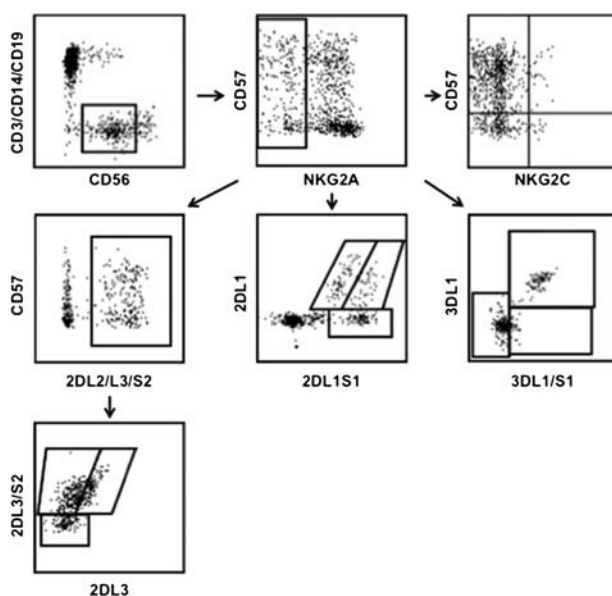 CD3/CD14/CD19
CD56
CD57
NKG2A
CD57
NKG2C
CD57
2DL2/L3/S2
2DL1
2DL1S1
3DL1
3DL1/S1
2DL3/S2
2DL3